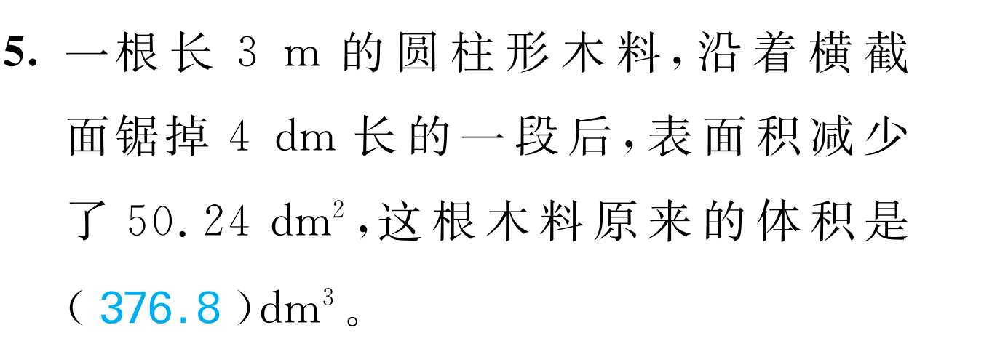 5. 一根长 3 m 的圆柱形木料，沿着横截
面锯掉 4 dm 长的一段后，表面积减少
了 50.24 dm²，这根木料原来的体积是
（376.8）dm³。